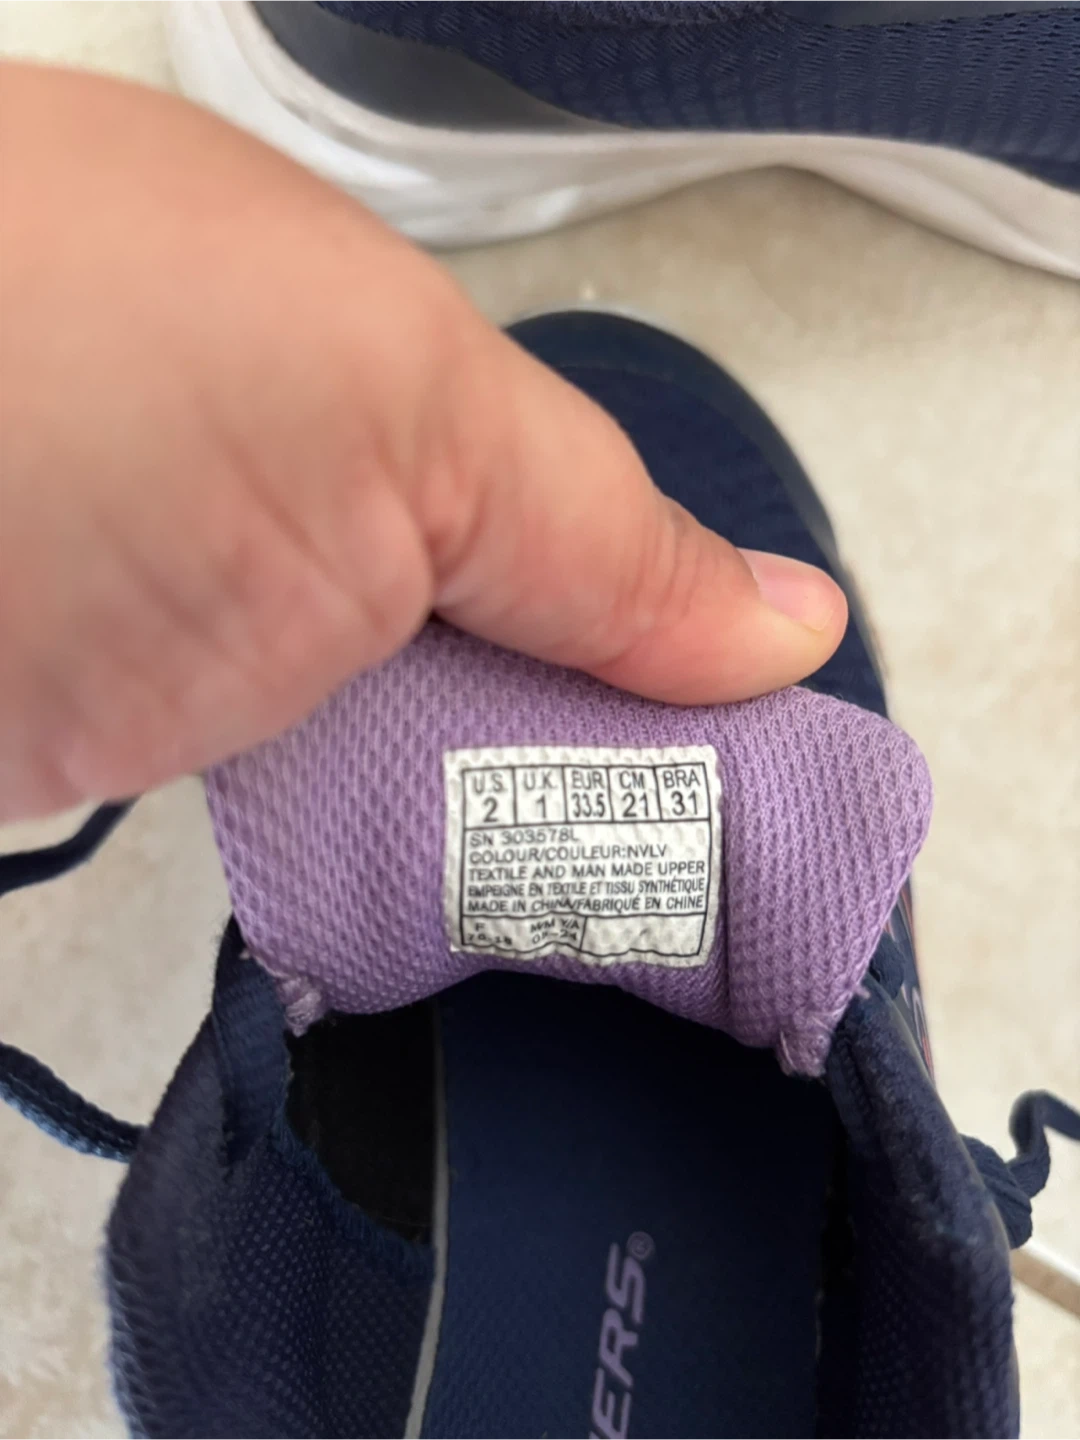 U.S. U.K. EUR CM BRA
2 1 33.5 21 31
SN 303578L
COLOUR/COULEUR:NVLV
TEXTILE AND MAN MADE UPPER
EMPEIGNE EN TEXTILE ET TISSU SYNTHÉTIQUE
MADE IN CHINA/FABRIQUÉ EN CHINE
F M/M Y/A
ERS®